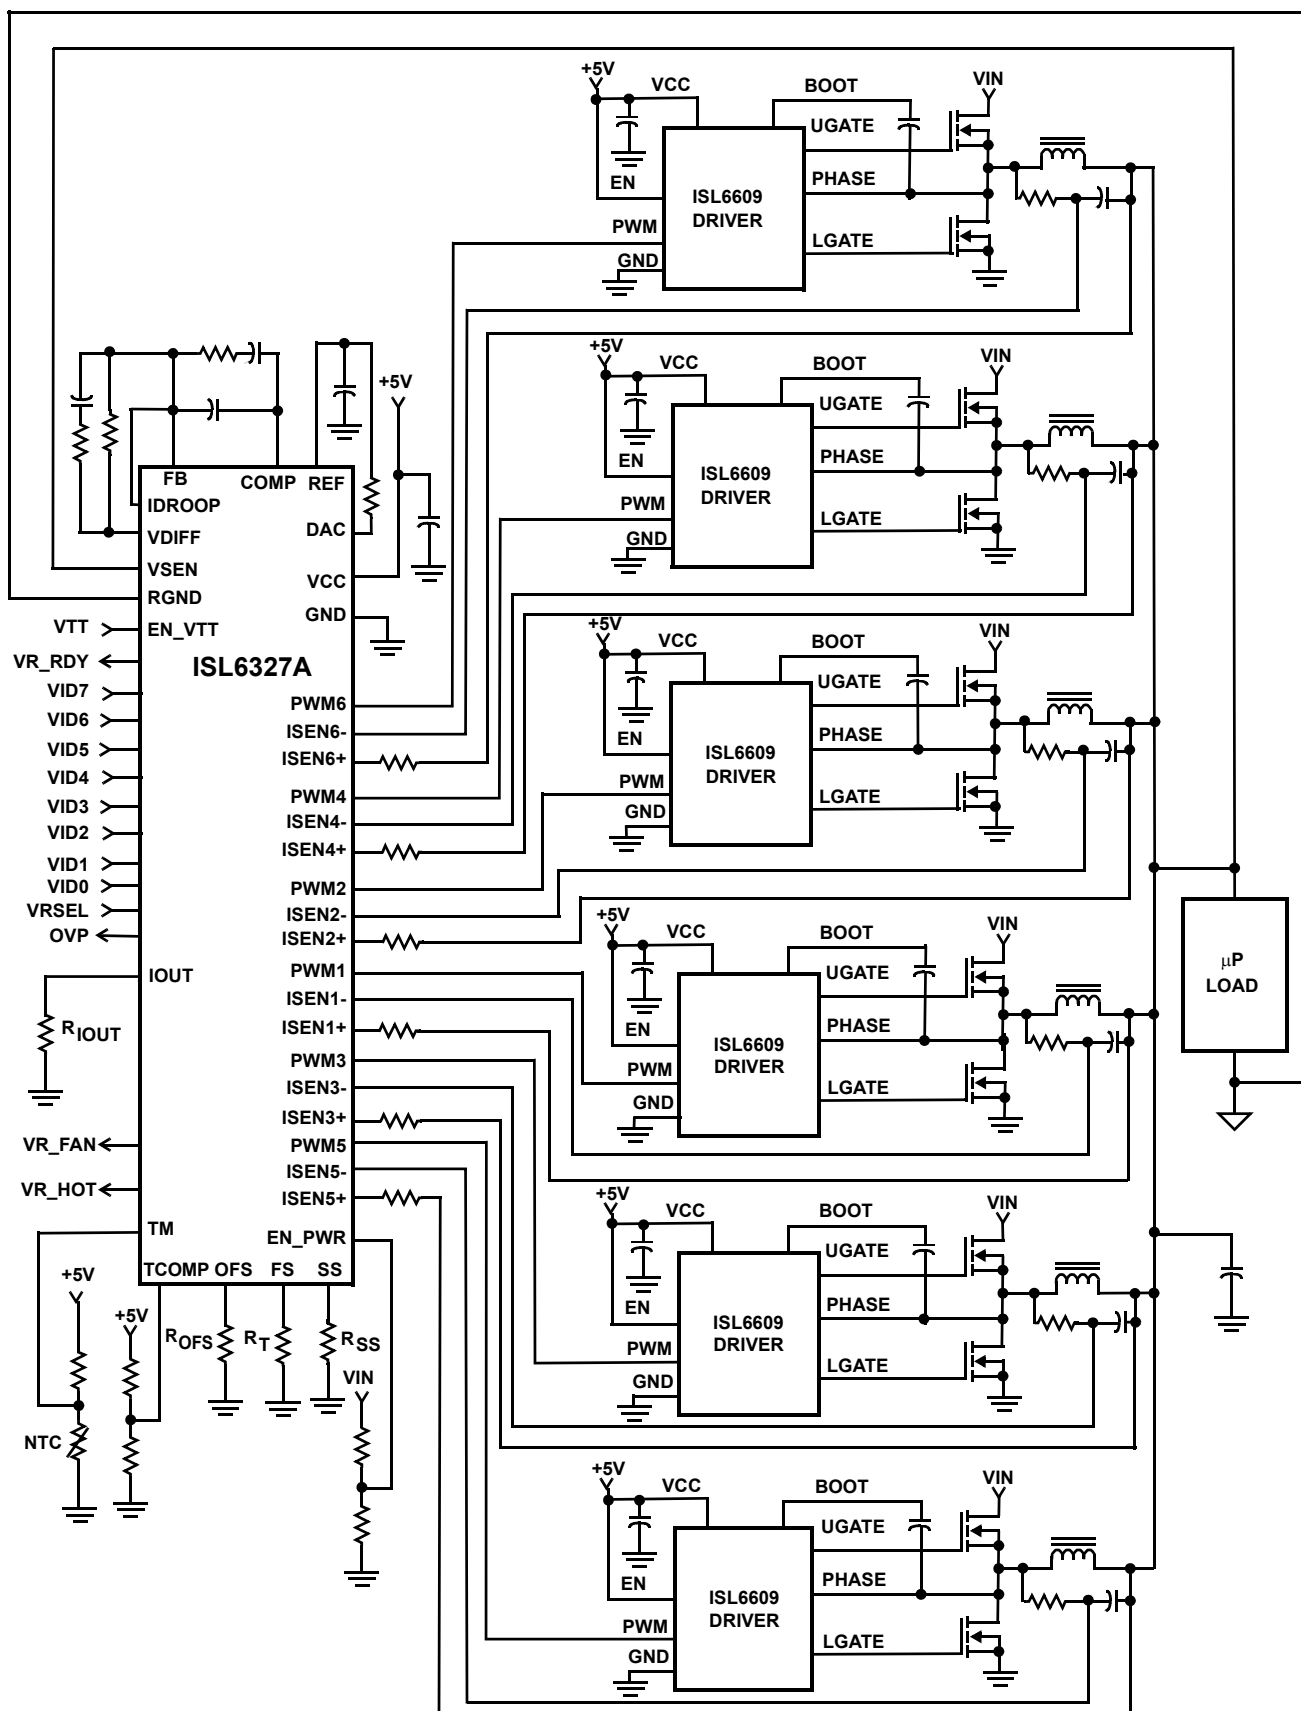 +5V
VCC
BOOT
VIN
UGATE
EN
ISL6609
DRIVER
PHASE
PWM
LGATE
GND
+5V
VCC
BOOT
VIN
UGATE
EN
ISL6609
DRIVER
PHASE
PWM
LGATE
GND
+5V
VCC
BOOT
VIN
UGATE
EN
ISL6609
DRIVER
PHASE
PWM
LGATE
GND
+5V
VCC
BOOT
VIN
UGATE
EN
ISL6609
DRIVER
PHASE
PWM
LGATE
GND
+5V
VCC
BOOT
VIN
UGATE
EN
ISL6609
DRIVER
PHASE
PWM
LGATE
GND
+5V
VCC
BOOT
VIN
UGATE
EN
ISL6609
DRIVER
PHASE
PWM
LGATE
GND
+5V
FB
COMP
REF
IDROOP
DAC
VDIFF
VSEN
VCC
RGND
GND
VTT
EN_VTT
ISL6327A
VR_RDY
VID7
VID6
VID5
VID4
VID3
VID2
VID1
VID0
VRSEL
OVP
IOUT
RIOUT
VR_FAN
VR_HOT
TM
PWM6
ISEN6-
ISEN6+
PWM4
ISEN4-
ISEN4+
PWM2
ISEN2-
ISEN2+
PWM1
ISEN1-
ISEN1+
PWM3
ISEN3-
ISEN3+
PWM5
ISEN5-
ISEN5+
EN_PWR
TCOMP
OFS
FS
SS
+5V
+5V
ROFS
RT
RSS
VIN
NTC
µP
LOAD